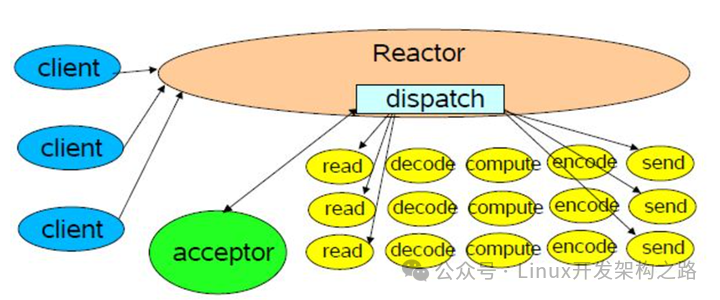 Reactor
client
dispatch
client
read decode compute encode send
read decode compute encode send
client
acceptor
read decode compute encode send
公众号 · Linux开发架构之路